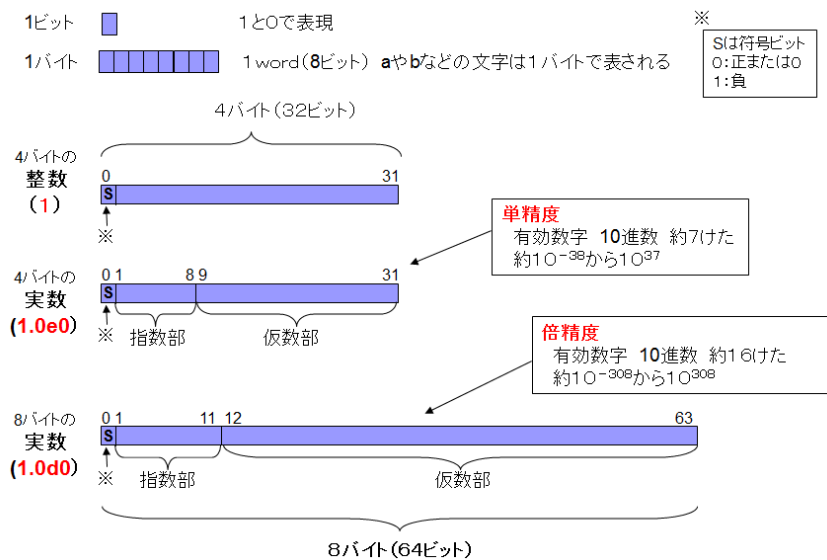 1ビット 1と0で表現
※
Sは符号ビット
0:正または0
1:負
1バイト 1word(8ビット) aやbなどの文字は1バイトで表される
4バイト(32ビット)
4バイトの
整数
(1)
0 31
S
※
単精度
有効数字 10進数 約7けた
約10⁻³⁸から10³⁷
4バイトの
実数
(1.0e0)
0 1 8 9 31
S
※ 指数部 仮数部
倍精度
有効数字 10進数 約16けた
約10⁻³⁰⁸から10³⁰⁸
8バイトの
実数
(1.0d0)
0 1 11 12 63
S
※ 指数部 仮数部
8バイト(64ビット)